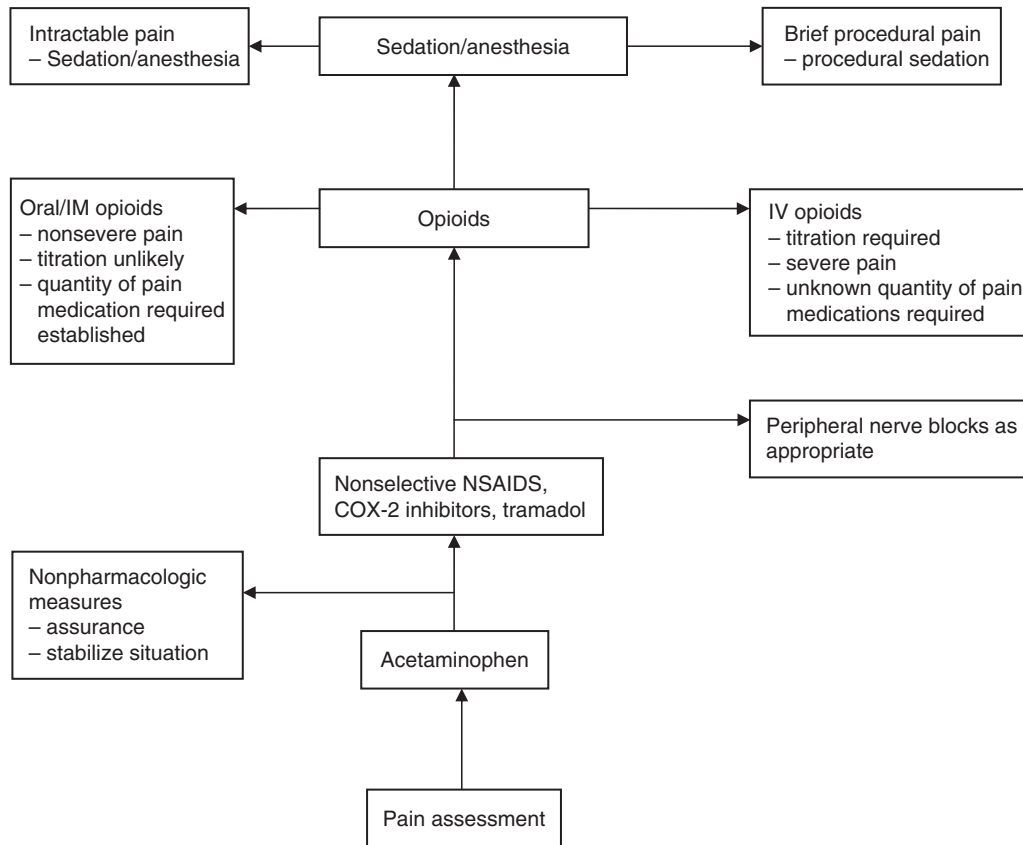 Intractable pain
– Sedation/anesthesia
Sedation/anesthesia
Brief procedural pain
– procedural sedation
Oral/IM opioids
– nonsevere pain
– titration unlikely
– quantity of pain
medication required
established
Opioids
IV opioids
– titration required
– severe pain
– unknown quantity of pain
medications required
Peripheral nerve blocks as
appropriate
Nonselective NSAIDS,
COX-2 inhibitors, tramadol
Nonpharmacologic
measures
– assurance
– stabilize situation
Acetaminophen
Pain assessment